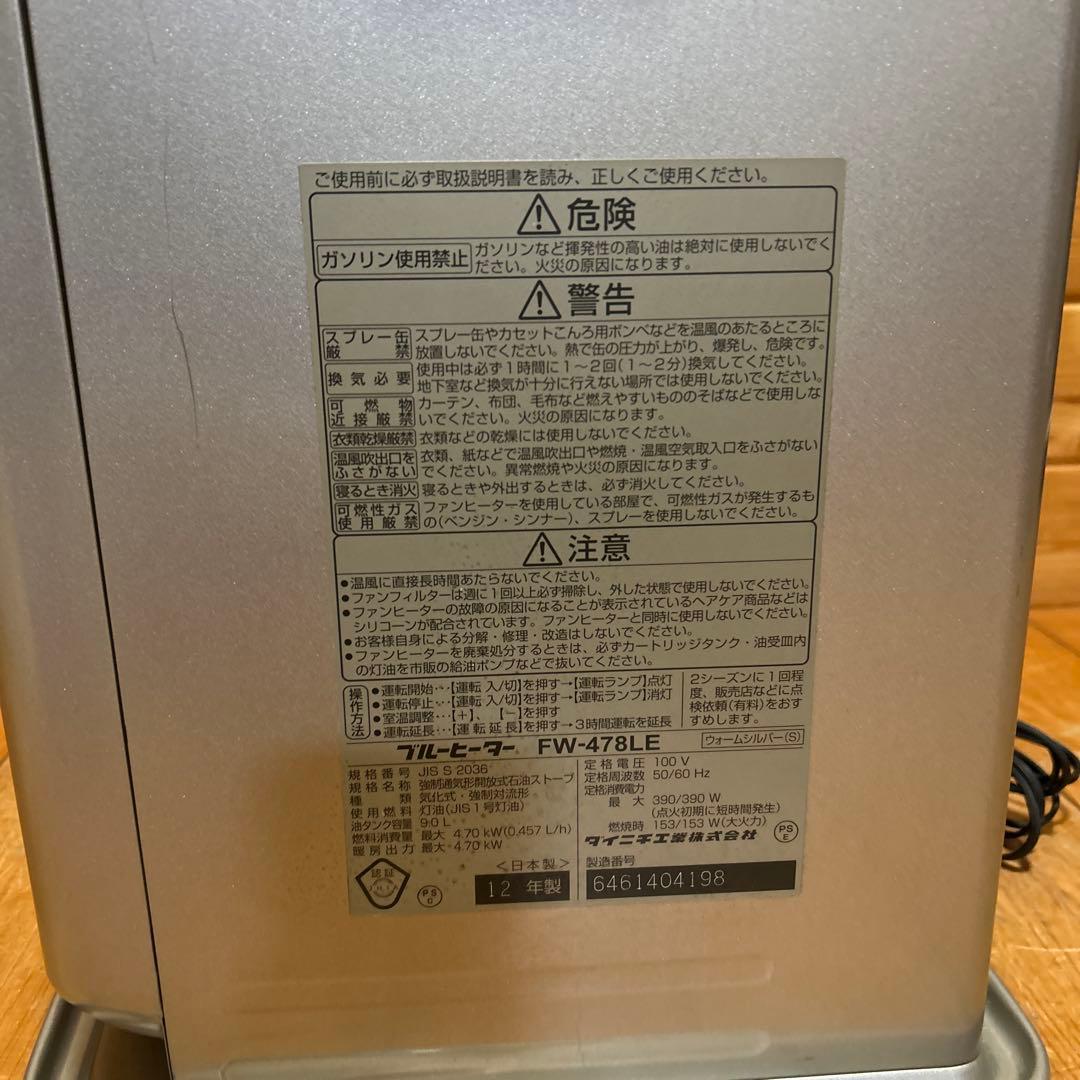 ご使用前に必ず取扱説明書を読み、正しくご使用ください。
⚠危険
ガソリン使用禁止 ガソリンなど揮発性の高い油は絶対に使用しないでく
ださい。火災の原因になります。
⚠警告
スプレー缶 スプレー缶やカセットこんろ用ボンベなどを温風のあたるところに
厳禁 放置しないでください。熱で缶の圧力が上がり、爆発し、危険です。
換気必要 使用中は必ず1時間に1～2回(1～2分)換気してください。
地下室など換気が十分に行えない場所では使用しないでください。
可燃物 カーテン、布団、毛布など燃えやすいもののそばなどで使用しな
近接厳禁 いでください。火災の原因になります。
衣類乾燥厳禁 衣類などの乾燥には使用しないでください。
温風吹出口を 衣類、紙などで温風吹出口や燃焼・温風空気取入口をふさがない
ふさがない でください。異常燃焼や火災の原因になります。
寝るとき消火 寝るときや外出するときは、必ず消火してください。
可燃性ガス ファンヒーターを使用している部屋で、可燃性ガスが発生するも
使用厳禁 の(ベンジン・シンナー)、スプレーを使用しないでください。
⚠注意
●温風に直接長時間あたらないでください。
●ファンフィルターは週に1回以上必ず掃除し、外した状態で使用しないでください。
●ファンヒーターの故障の原因になることが表示されているヘアケア商品などは
シリコーンが配合されています。ファンヒーターと同時に使用しないでください。
●お客様自身による分解・修理・改造はしないでください。
●ファンヒーターを廃棄処分するときは、必ずカートリッジタンク・油受皿内
の灯油を市販の給油ポンプなどで抜いてください。
操作方法
●運転開始…【運転 入/切】を押す→【運転ランプ】点灯
●運転停止…【運転 入/切】を押す→【運転ランプ】消灯
●室温調整…【+】、【−】を押す
●運転延長…【運転延長】を押す→3時間運転を延長
2シーズンに1回程
度、販売店などに点
検依頼(有料)をおす
すめします。
ブルーヒーター FW-478LE ウォームシルバー(S)
規格番号 JIS S 2036
規格名称 強制通気形開放式石油ストーブ
種類 気化式・強制対流形
使用燃料 灯油(JIS1号灯油)
油タンク容量 9.0 L
燃料消費量 最大 4.70 kW(0.457 L/h)
暖房出力 最大 4.70 kW
定格電圧 100 V
定格周波数 50/60 Hz
定格消費電力
最大 390/390 W
(点火初期に短時間発生)
燃焼時 153/153 W(大火力)
ダイニチ工業株式会社 PS E
<日本製>
認証
PS C
12 年製
製造番号
6461404198